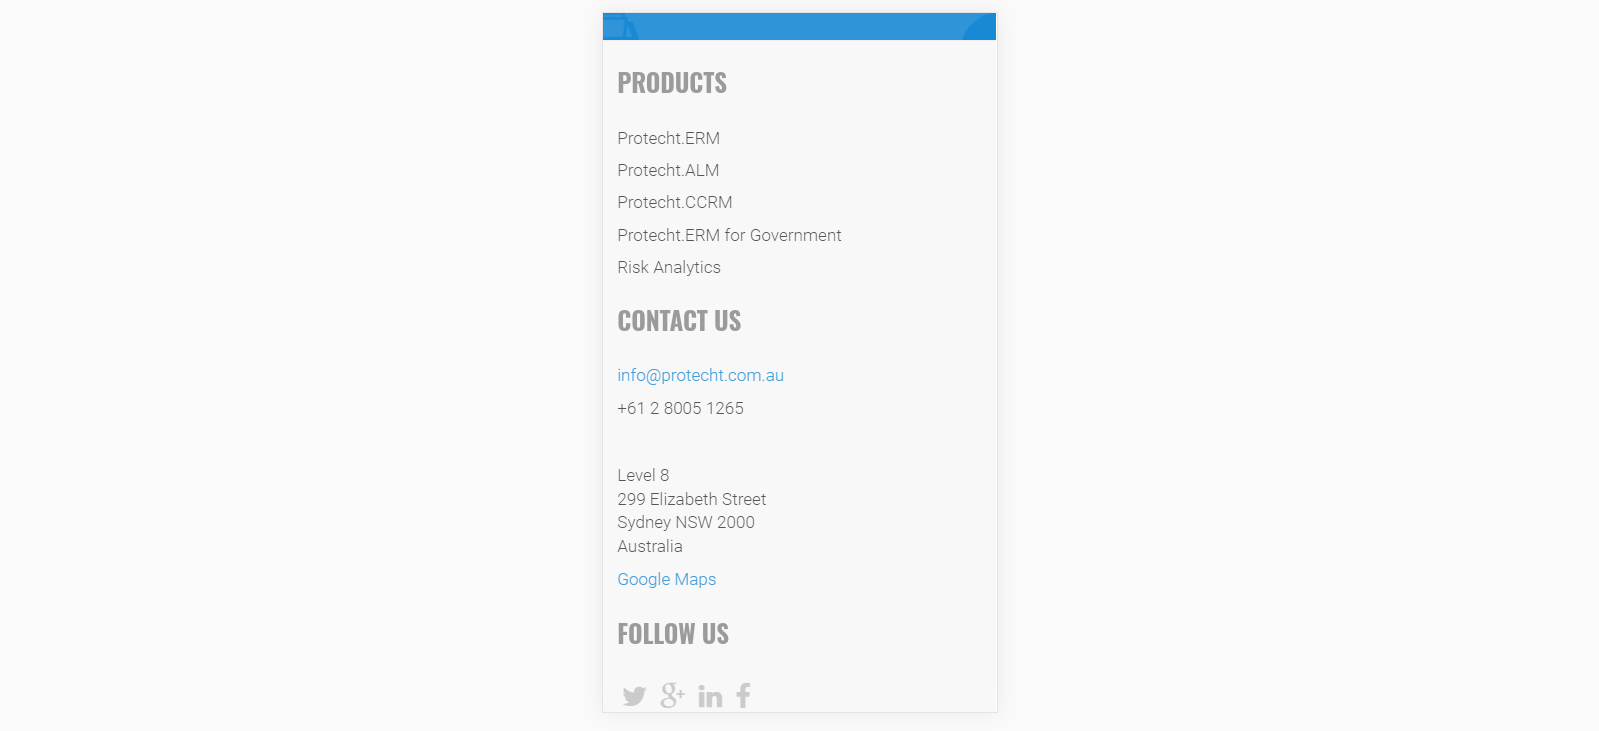 PRODUCTS
Protecht.ERM
Protecht.ALM
Protecht.CCRM
Protecht.ERM for Government
Risk Analytics
CONTACT US
info@protecht.com.au
+61 2 8005 1265
Level 8
299 Elizabeth Street
Sydney NSW 2000
Australia
Google Maps
FOLLOW US